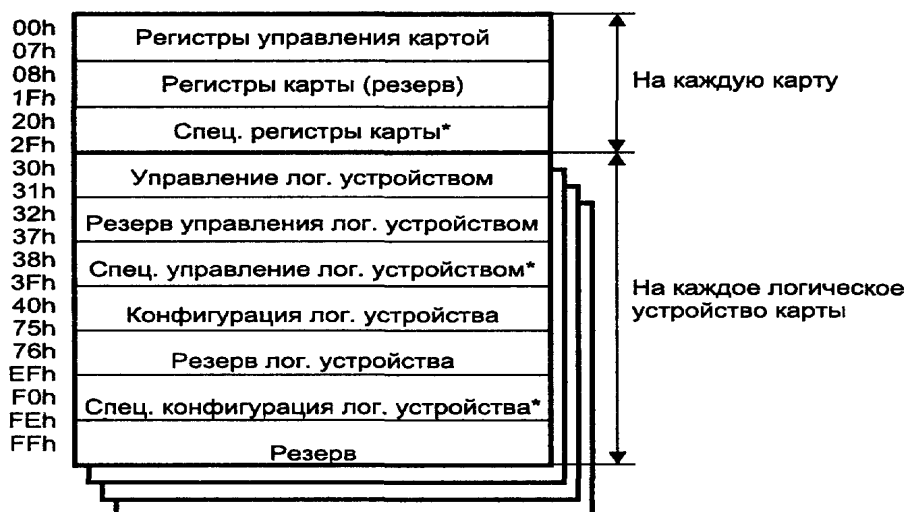 00h
07h
Регистры управления картой
08h
1Fh
Регистры карты (резерв)
20h
2Fh
Спец. регистры карты*
На каждую карту
30h
31h
Управление лог. устройством
32h
37h
Резерв управления лог. устройством
38h
3Fh
Спец. управление лог. устройством*
40h
75h
Конфигурация лог. устройства
76h
EFh
Резерв лог. устройства
F0h
FEh
Спец. конфигурация лог. устройства*
FFh
Резерв
На каждое логическое
устройство карты